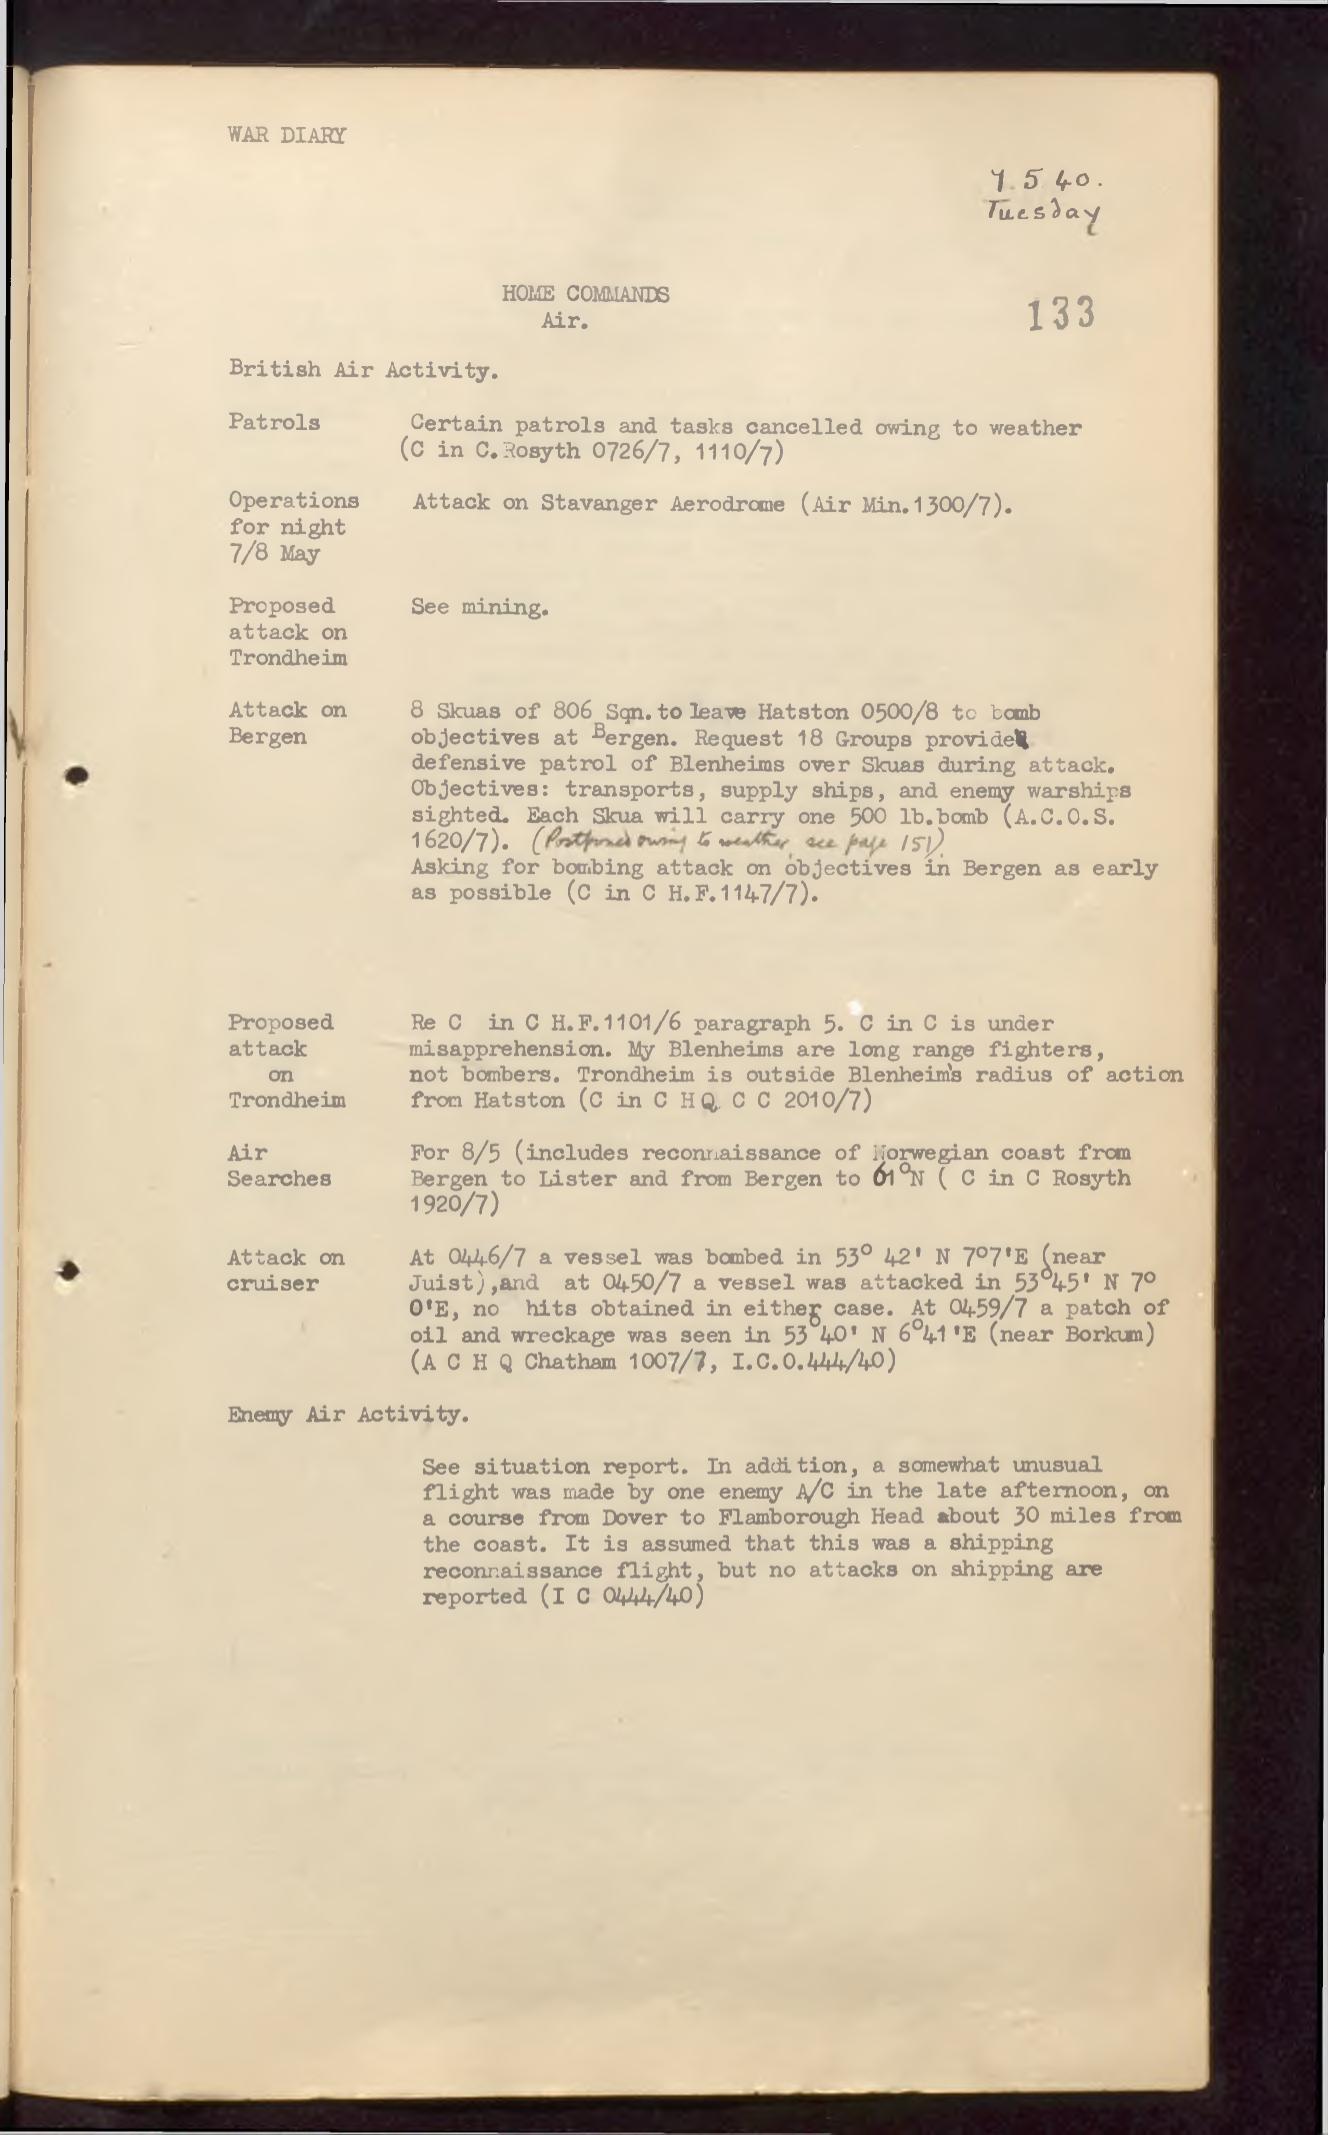 WAR DIARY
7.5.40.
Tuesday
HOME COMMANDS
Air.
133
British Air Activity.
Patrols Certain patrols and tasks cancelled owing to weather
(C in C.Rosyth 0726/7, 1110/7)
Operations Attack on Stavanger Aerodrome (Air Min.1300/7).
for night
7/8 May
Proposed See mining.
attack on
Trondheim
Attack on 8 Skuas of 806 Sqn. to leave Hatston 0500/8 to bomb
Bergen objectives at Bergen. Request 18 Groups provide
defensive patrol of Blenheims over Skuas during attack.
Objectives: transports, supply ships, and enemy warships
sighted. Each Skua will carry one 500 lb.bomb (A.C.O.S.
1620/7). (Postponed owing to weather, see page 151)
Asking for bombing attack on objectives in Bergen as early
as possible (C in C H.F.1147/7).
Proposed Re C in C H.F.1101/6 paragraph 5. C in C is under
attack misapprehension. My Blenheims are long range fighters,
on not bombers. Trondheim is outside Blenheim's radius of action
Trondheim from Hatston (C in C H Q. C C 2010/7)
Air For 8/5 (includes reconnaissance of Norwegian coast from
Searches Bergen to Lister and from Bergen to 61°N ( C in C Rosyth
1920/7)
Attack on At 0446/7 a vessel was bombed in 53° 42' N 7°7'E (near
cruiser Juist),and at 0450/7 a vessel was attacked in 53°45' N 7°
0'E, no hits obtained in either case. At 0459/7 a patch of
oil and wreckage was seen in 53°40' N 6°41'E (near Borkum)
(A C H Q Chatham 1007/7, I.C.0.444/40)
Enemy Air Activity.
See situation report. In addition, a somewhat unusual
flight was made by one enemy A/C in the late afternoon, on
a course from Dover to Flamborough Head about 30 miles from
the coast. It is assumed that this was a shipping
reconnaissance flight, but no attacks on shipping are
reported (I C 0444/40)